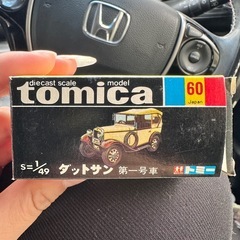 diecast scale model
tomica
60
Japan
S=1/49 ダットサン 第一号車
トミー